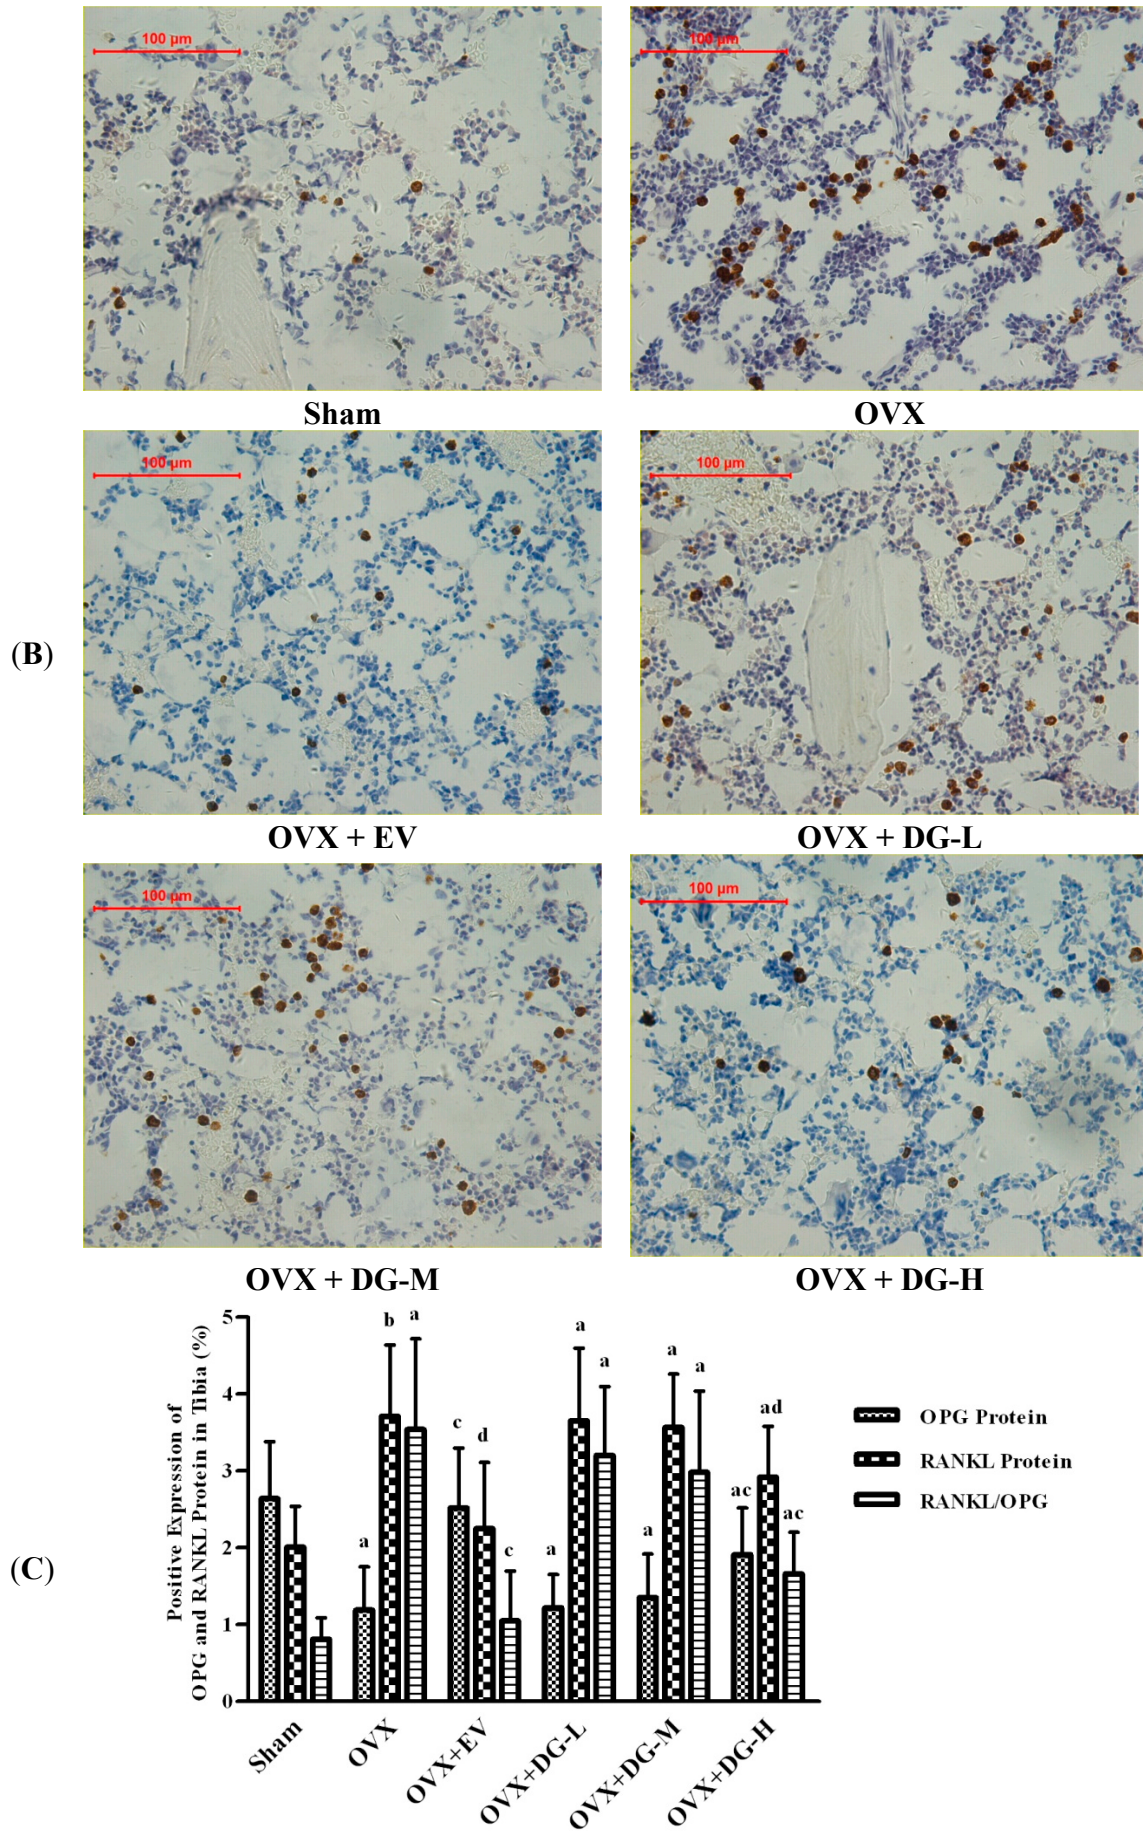 100 µm
100 µm
Sham
OVX
100 µm
100 µm
(B)
OVX + EV
OVX + DG-L
100 µm
100 µm
OVX + DG-M
OVX + DG-H
(C)
Positive Expression of
OPG and RANKL Protein in Tibia (%)
5
4
3
2
1
0
a
b
a
c
d
c
a
a
a
a
a
a
ac
ad
ac
OPG Protein
RANKL Protein
RANKL/OPG
Sham
OVX
OVX+EV
OVX+DG-L
OVX+DG-M
OVX+DG-H